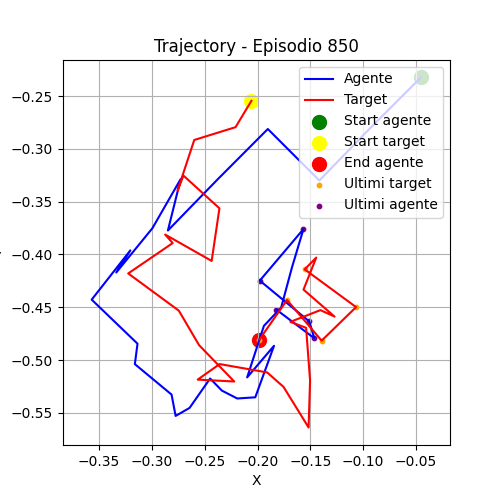 Trajectory - Episodio 850
Agente
Target
Start agente
Start target
End agente
Ultimi target
Ultimi agente
−0.25
−0.30
−0.35
−0.40
−0.45
−0.50
−0.55
−0.35
−0.30
−0.25
−0.20
−0.15
−0.10
−0.05
X